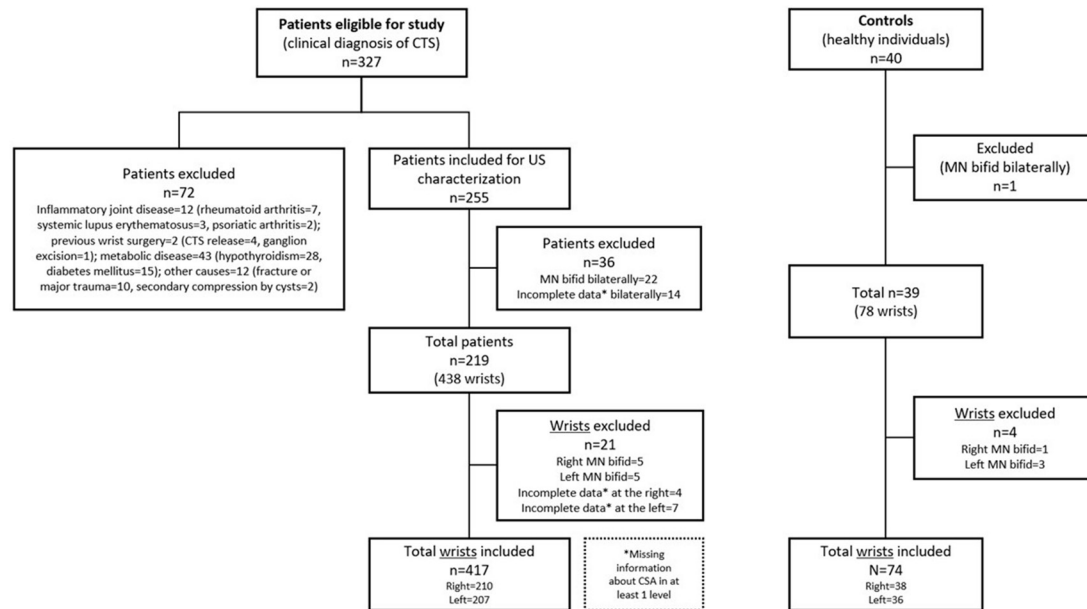 Patients eligible for study
(clinical diagnosis of CTS)
n=327
Patients excluded
n=72
Inflammatory joint disease=12 (rheumatoid arthritis=7,
systemic lupus erythematosus=3, psoriatic arthritis=2);
previous wrist surgery=2 (CTS release=4, ganglion
excision=1); metabolic disease=43 (hypothyroidism=28,
diabetes mellitus=15); other causes=12 (fracture or
major trauma=10, secondary compression by cysts=2)
Patients included for US
characterization
n=255
Patients excluded
n=36
MN bifid bilaterally=22
Incomplete data* bilaterally=14
Total patients
n=219
(438 wrists)
Wrists excluded
n=21
Right MN bifid=5
Left MN bifid=5
Incomplete data* at the right=4
Incomplete data* at the left=7
Total wrists included
n=417
Right=210
Left=207
*Missing
information
about CSA in at
least 1 level
Controls
(healthy individuals)
n=40
Excluded
(MN bifid bilaterally)
n=1
Total n=39
(78 wrists)
Wrists excluded
n=4
Right MN bifid=1
Left MN bifid=3
Total wrists included
N=74
Right=38
Left=36